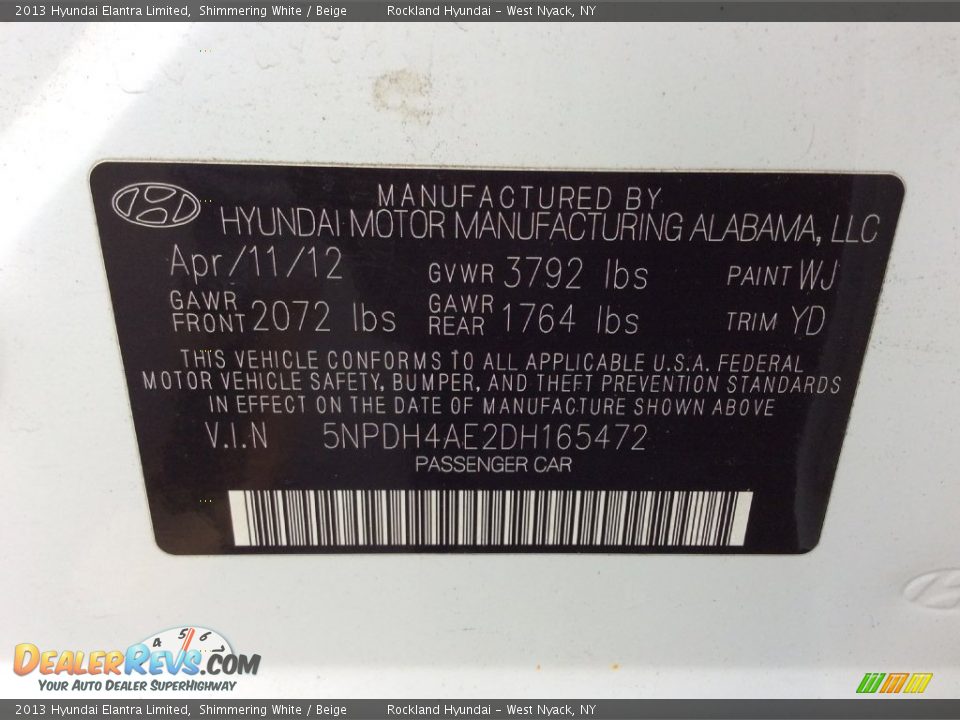 2013 Hyundai Elantra Limited, Shimmering White / Beige Rockland Hyundai - West Nyack, NY
MANUFACTURED BY
HYUNDAI MOTOR MANUFACTURING ALABAMA, LLC
Apr/11/12 GVWR 3792 lbs PAINT WJ
GAWR FRONT 2072 lbs GAWR REAR 1764 lbs TRIM YD
THIS VEHICLE CONFORMS TO ALL APPLICABLE U.S.A. FEDERAL
MOTOR VEHICLE SAFETY, BUMPER, AND THEFT PREVENTION STANDARDS
IN EFFECT ON THE DATE OF MANUFACTURE SHOWN ABOVE
V.I.N 5NPDH4AE2DH165472
PASSENGER CAR
4 5 6 7
DEALERREVS.COM
YOUR AUTO DEALER SUPERHIGHWAY
2013 Hyundai Elantra Limited, Shimmering White / Beige Rockland Hyundai - West Nyack, NY